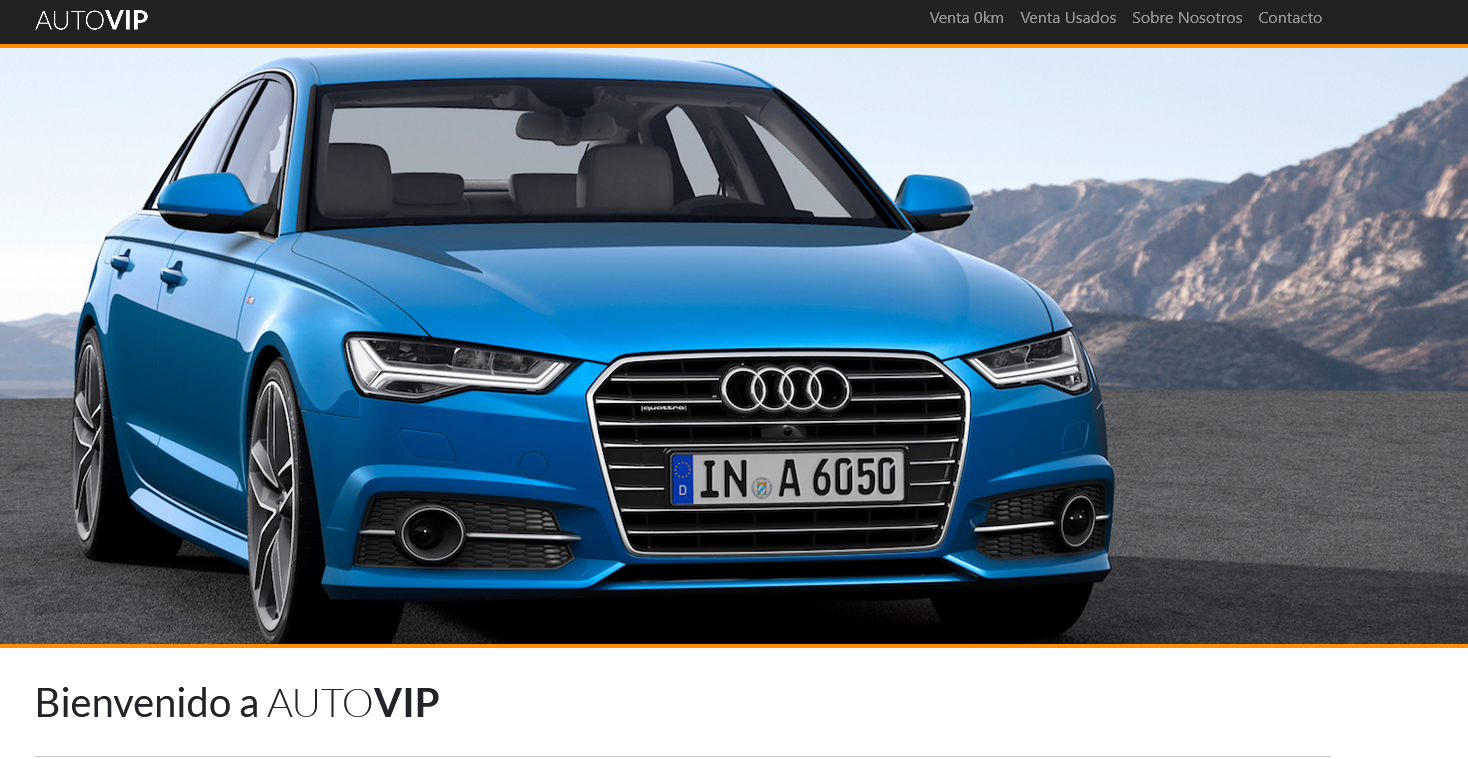 AUTOVIP
Venta 0km Venta Usados Sobre Nosotros Contacto
quattro
D IN A 6050
Bienvenido a AUTOVIP